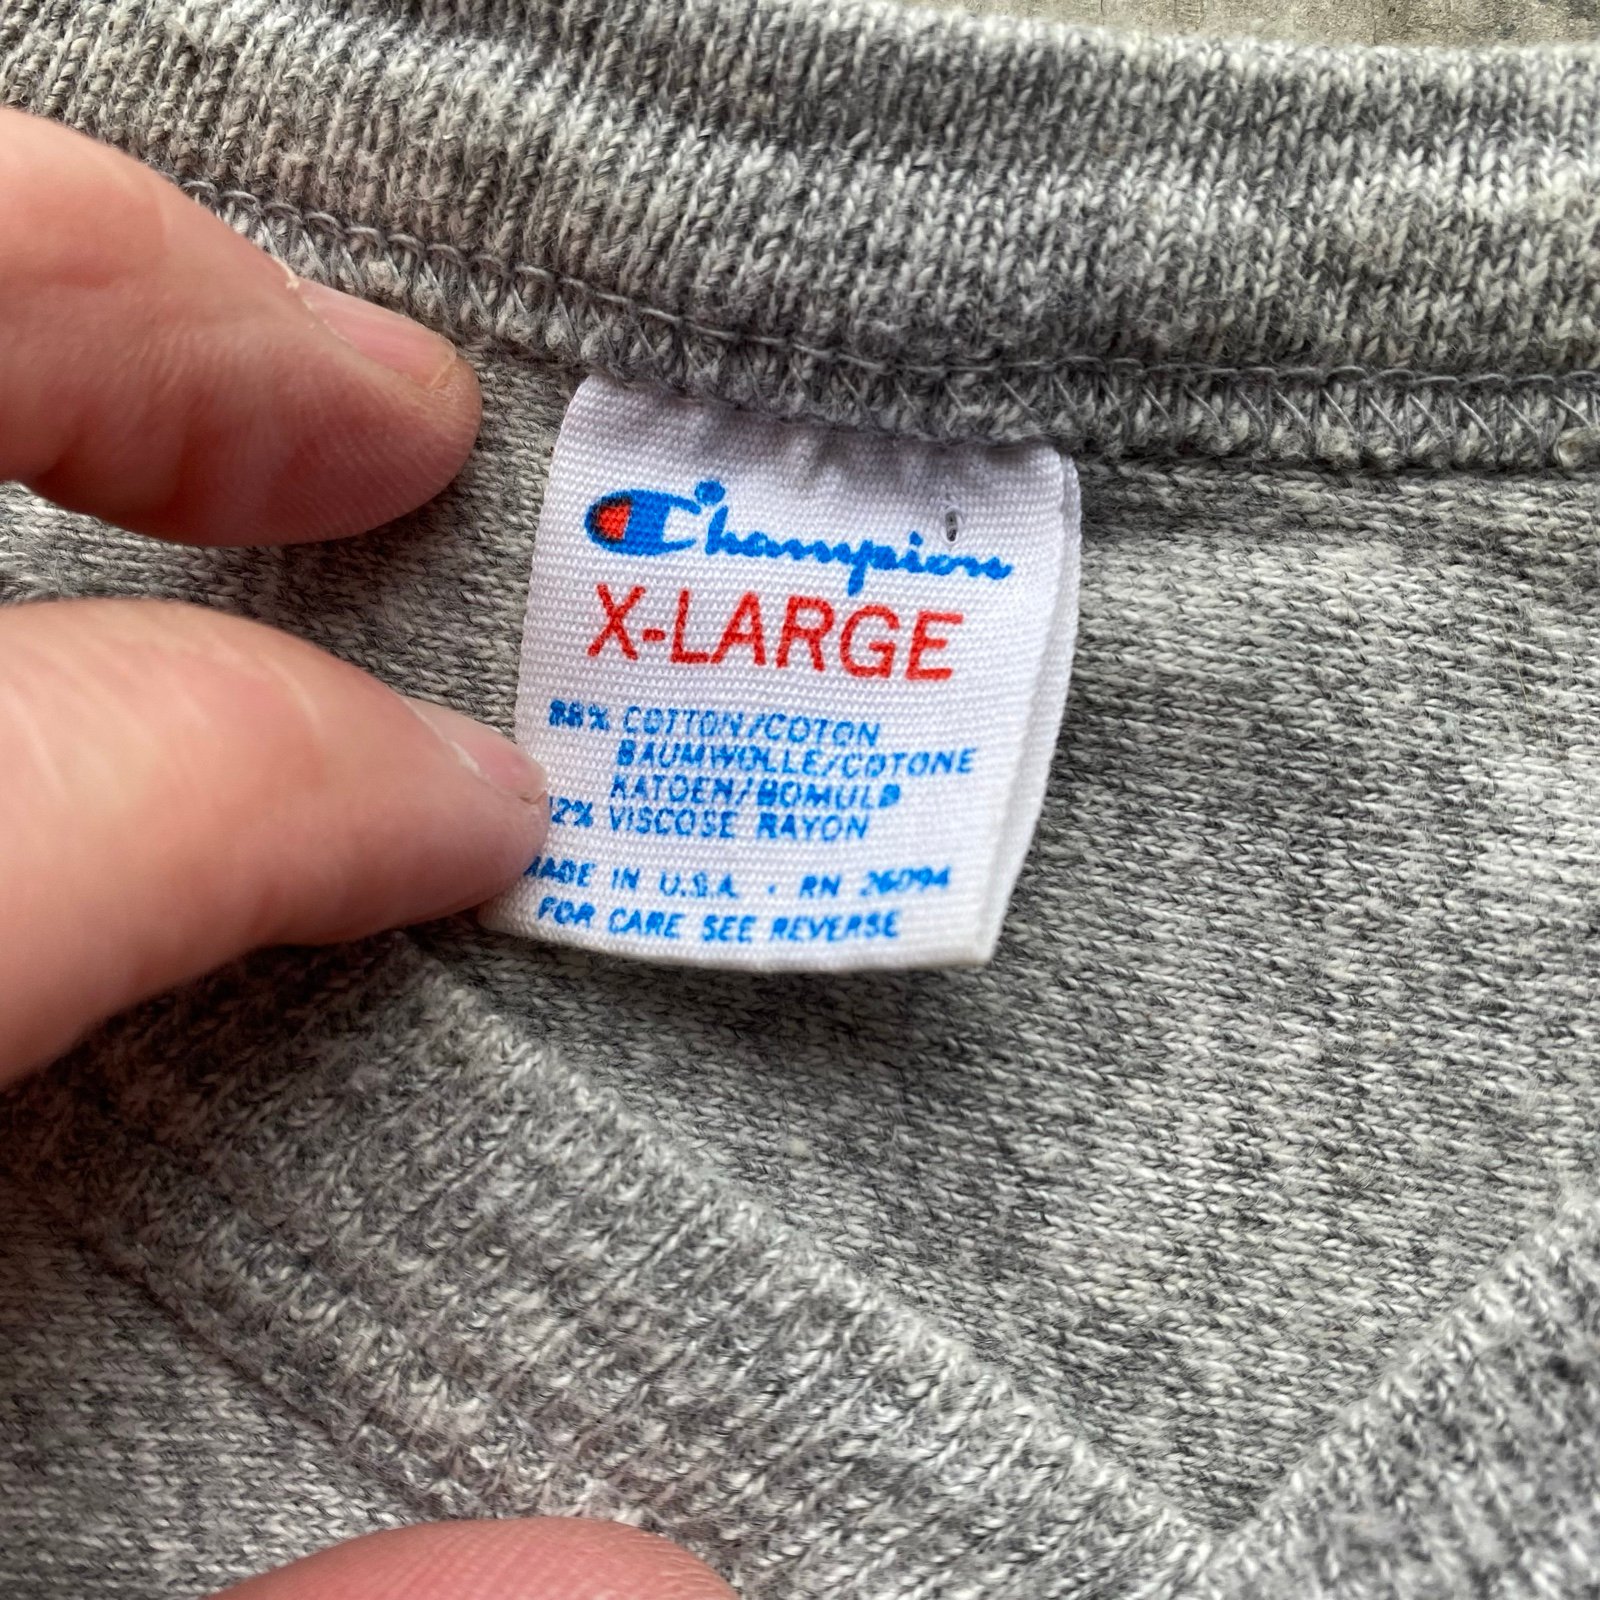 Champion
X-LARGE
88% COTTON/COTON
BAUMWOLLE/COTONE
KATOEN/BOMULD
12% VISCOSE RAYON
MADE IN U.S.A. · RN 26094
FOR CARE SEE REVERSE